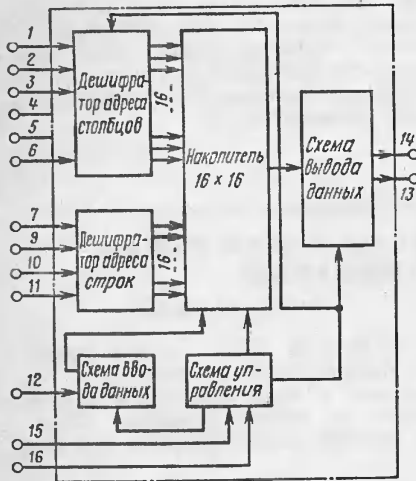 1
2
3
4
5
6
Дешифра-
тор адреса
столбцов
16
Накопитель
16 × 16
Схема
вывода
данных
14
13
7
9
10
11
Дешифра-
тор адреса
строк
16
12
Схема вво-
да данных
Схема уп-
равления
15
16